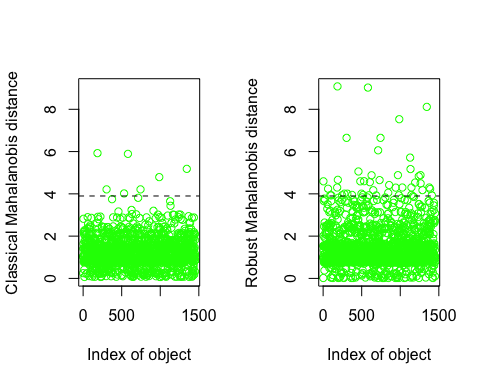 Classical Mahalanobis distance
8
6
4
2
0
0 500 1500
Index of object
Robust Mahalanobis distance
8
6
4
2
0
0 500 1500
Index of object